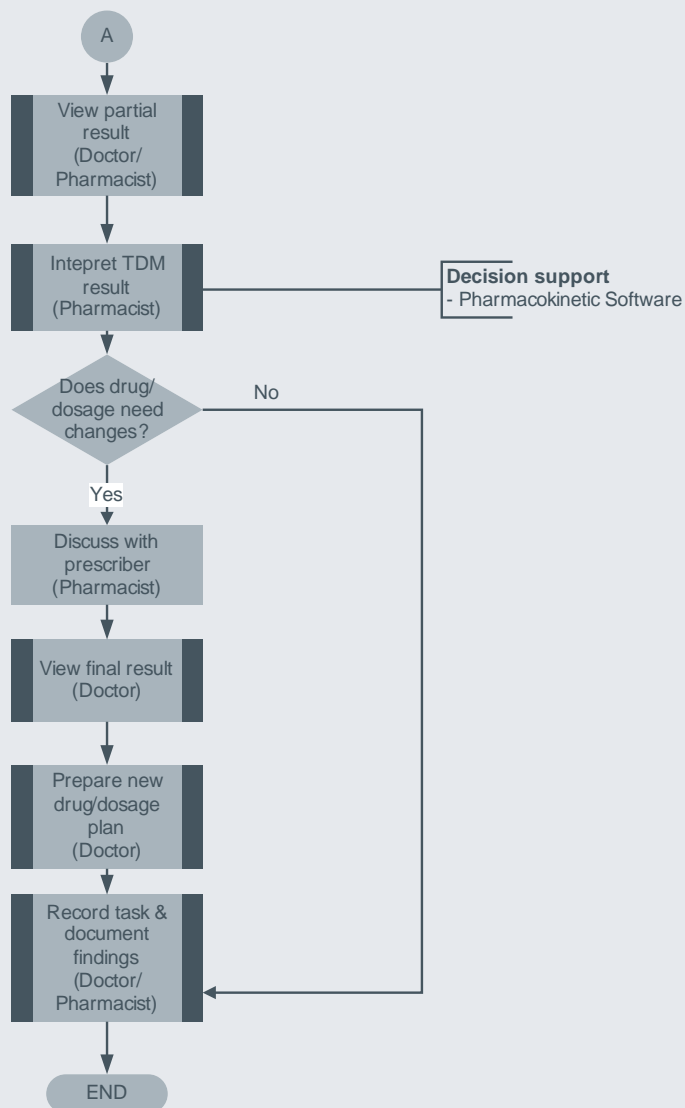 A
View partial
result
(Doctor/
Pharmacist)
Intepret TDM
result
(Pharmacist)
Decision support
- Pharmacokinetic Software
Does drug/
dosage need
changes?
No
Yes
Discuss with
prescriber
(Pharmacist)
View final result
(Doctor)
Prepare new
drug/dosage
plan
(Doctor)
Record task &
document
findings
(Doctor/
Pharmacist)
END